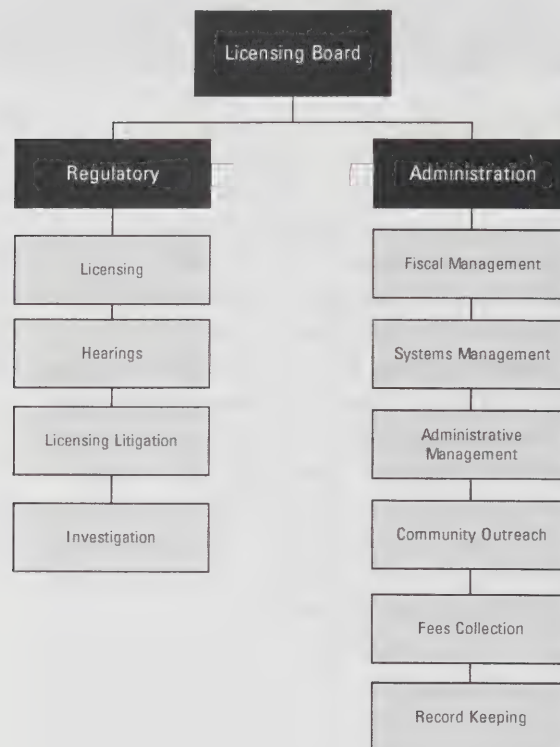 Licensing Board
Regulatory
Administration
Licensing
Hearings
Licensing Litigation
Investigation
Fiscal Management
Systems Management
Administrative
Management
Community Outreach
Fees Collection
Record Keeping